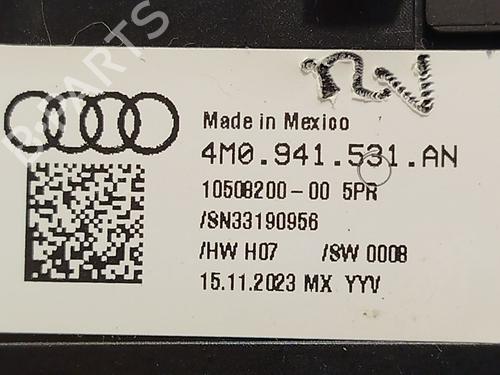 B-PARTS
Made in Mexico
4M0.941.531.AN
10508200-00 5PR
/SN33190956
/HW H07 /SW 0008
15.11.2023 MX YYV